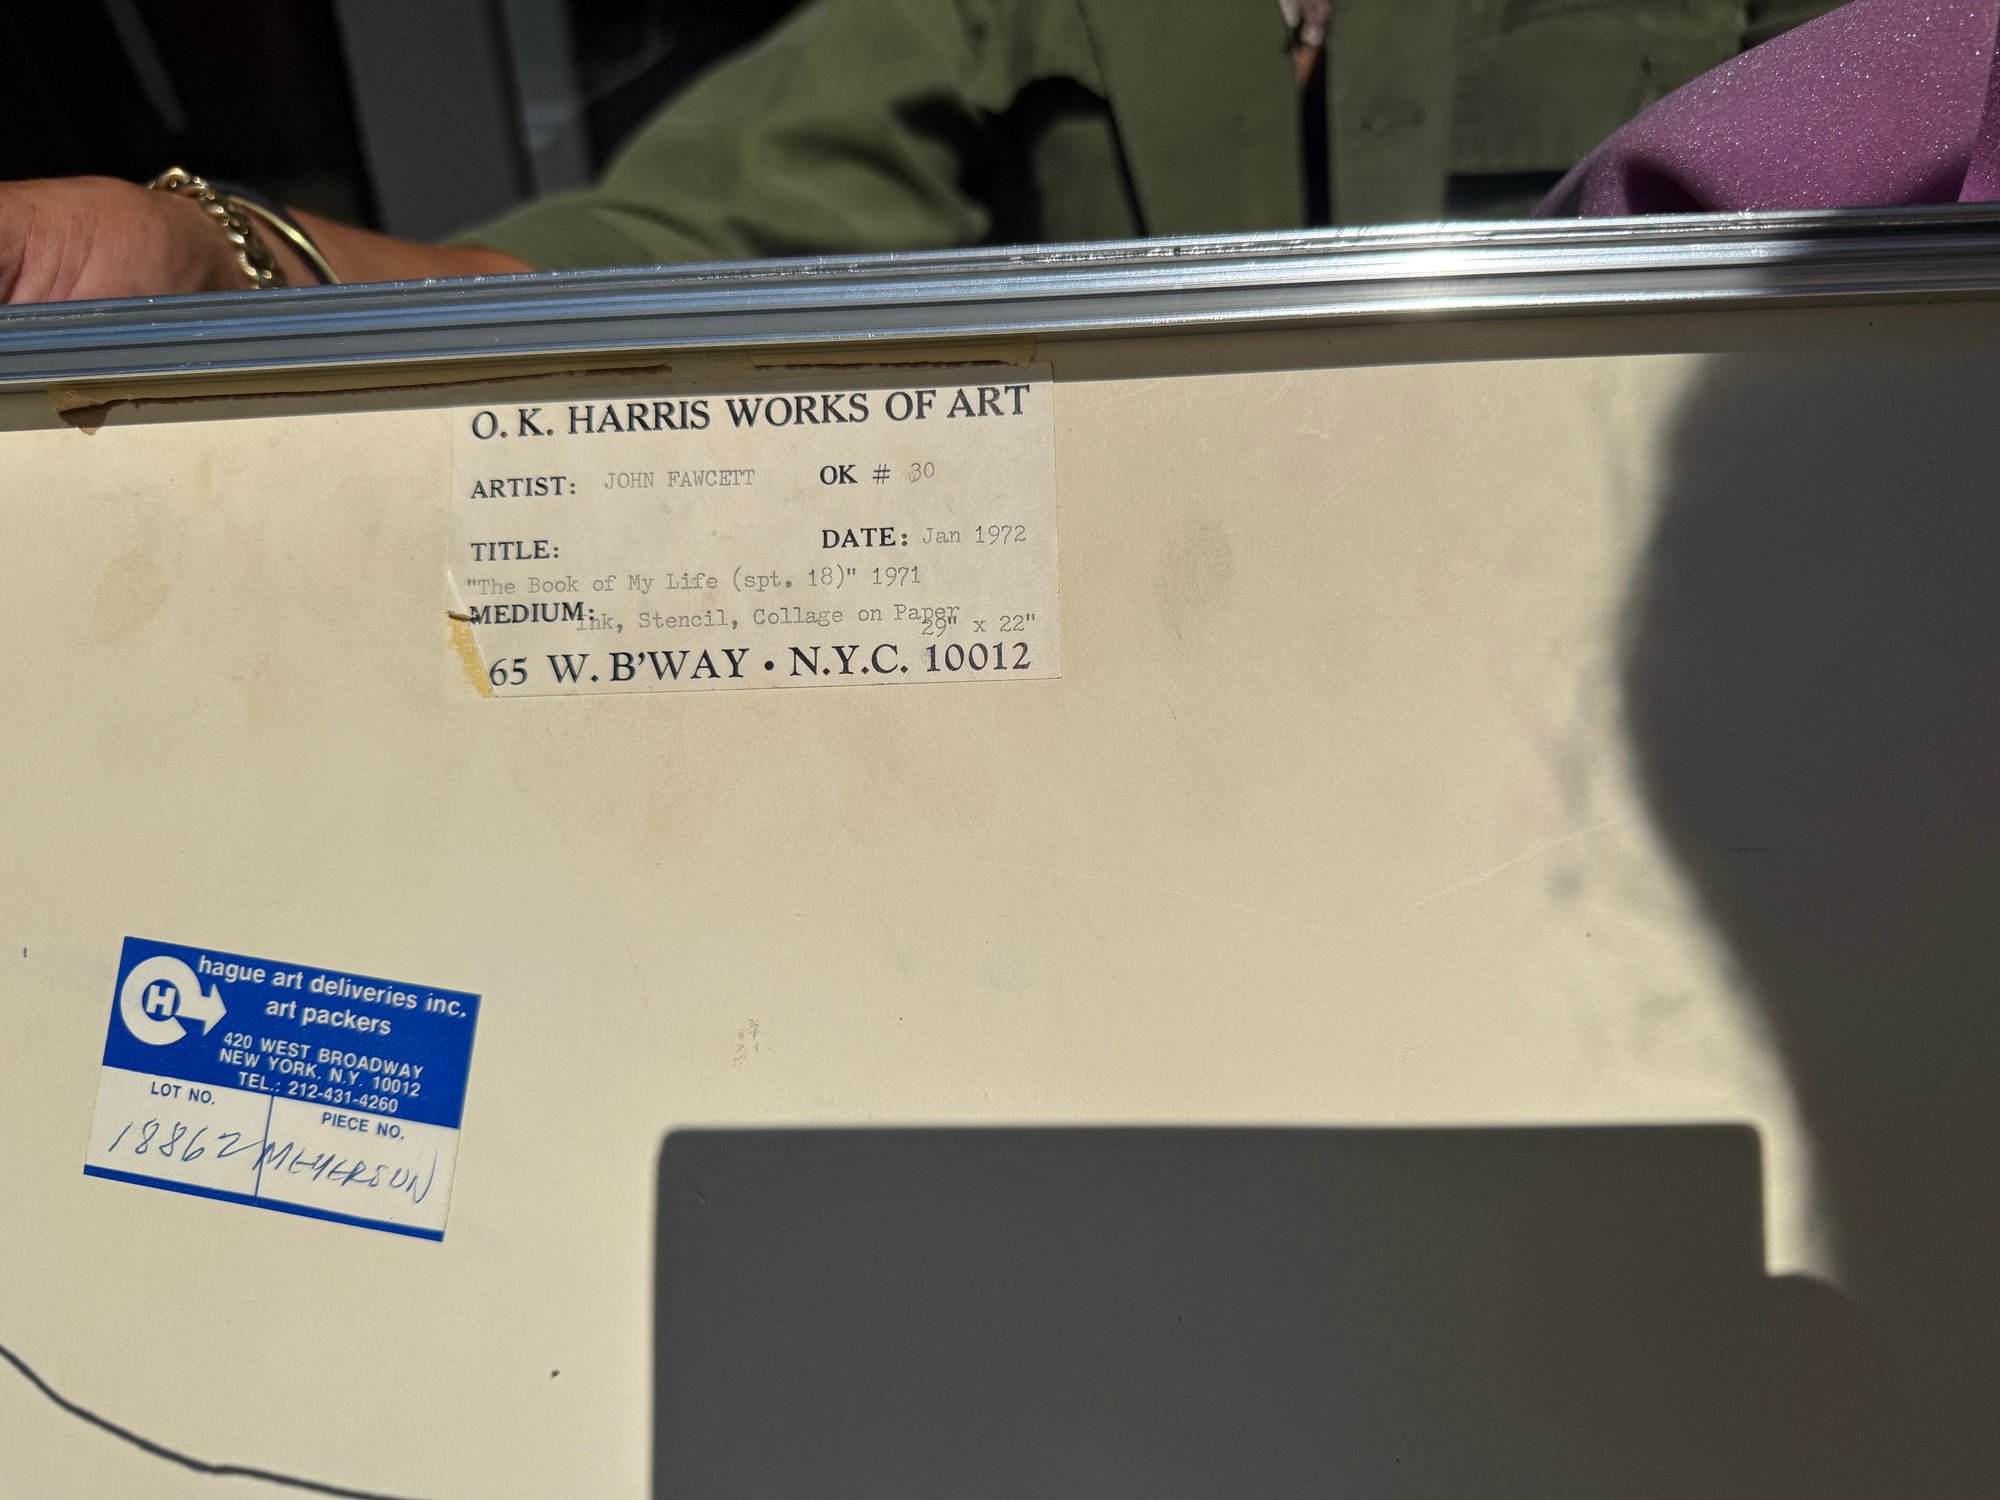 O. K. HARRIS WORKS OF ART
ARTIST: JOHN FAWCETT OK # 30
TITLE: DATE: Jan 1972
"The Book of My Life (spt. 18)" 1971
MEDIUM: Ink, Stencil, Collage on Paper
29" x 22"
65 W. B'WAY • N.Y.C. 10012
H
hague art deliveries inc.
art packers
420 WEST BROADWAY
NEW YORK, N.Y. 10012
TEL.: 212-431-4260
LOT NO. PIECE NO.
18862 MEYERSON